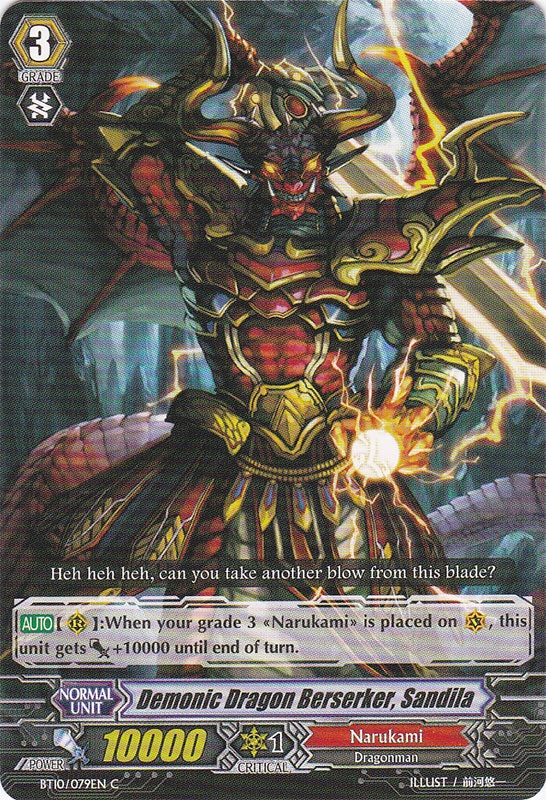 3
GRADE
Heh heh heh, can you take another blow from this blade?
AUTO【 Ⓡ 】:When your grade 3 «Narukami» is placed on Ⓥ, this
unit gets +10000 until end of turn.
NORMAL
UNIT
Demonic Dragon Berserker, Sandila
POWER
10000
1
CRITICAL
Narukami
Dragonman
BT10/079EN C
ILLUST / 前河悠一